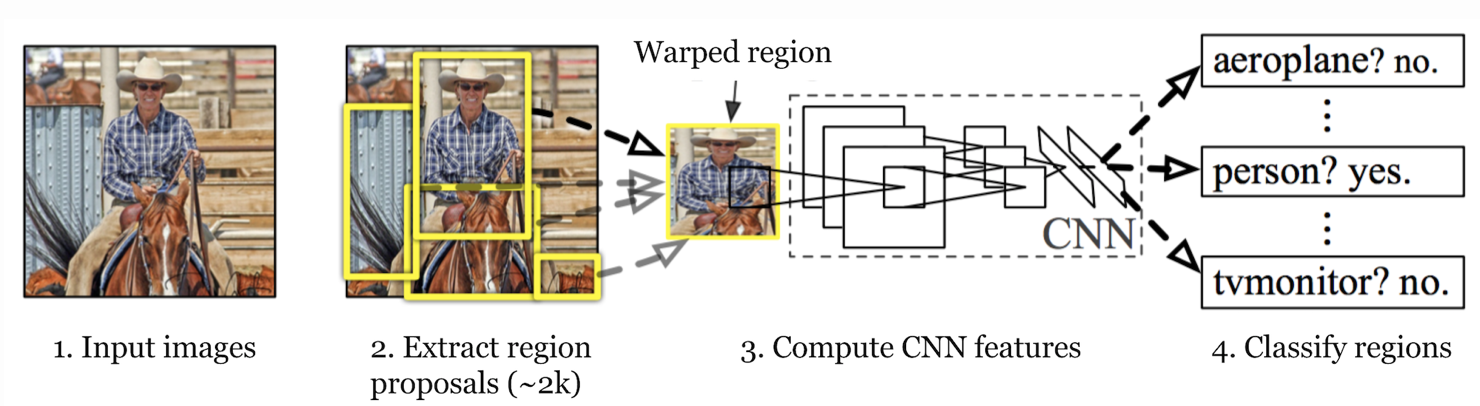 Warped region
aeroplane? no.
person? yes.
CNN
tvmonitor? no.
1. Input images
2. Extract region
proposals (~2k)
3. Compute CNN features
4. Classify regions